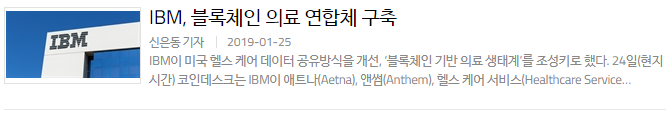 IBM
IBM, 블록체인 의료 연합체 구축
신은동 기자 | 2019-01-25
IBM이 미국 헬스 케어 데이터 공유방식을 개선, '블록체인 기반 의료 생태계'를 조성키로 했다. 24일(현지
시간) 코인데스크는 IBM이 애트나(Aetna), 앤썸(Anthem), 헬스 케어 서비스(Healthcare Service...